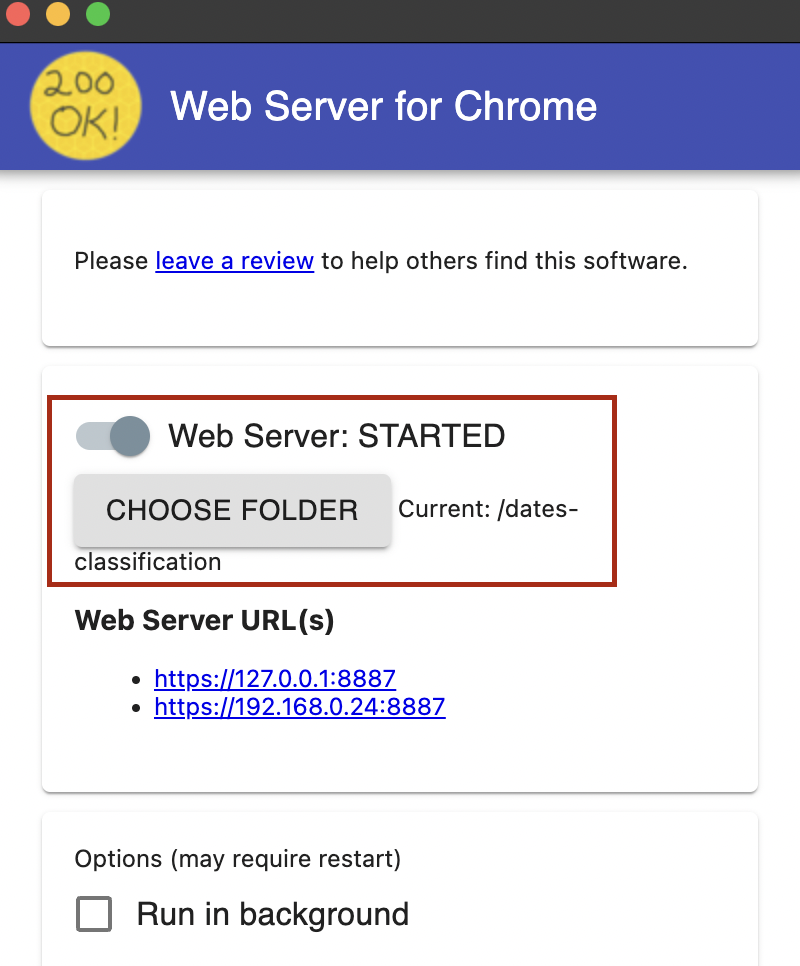 200
OK!
Web Server for Chrome
Please leave a review to help others find this software.
Web Server: STARTED
CHOOSE FOLDER Current: /dates-
classification
Web Server URL(s)
https://127.0.0.1:8887
https://192.168.0.24:8887
Options (may require restart)
Run in background